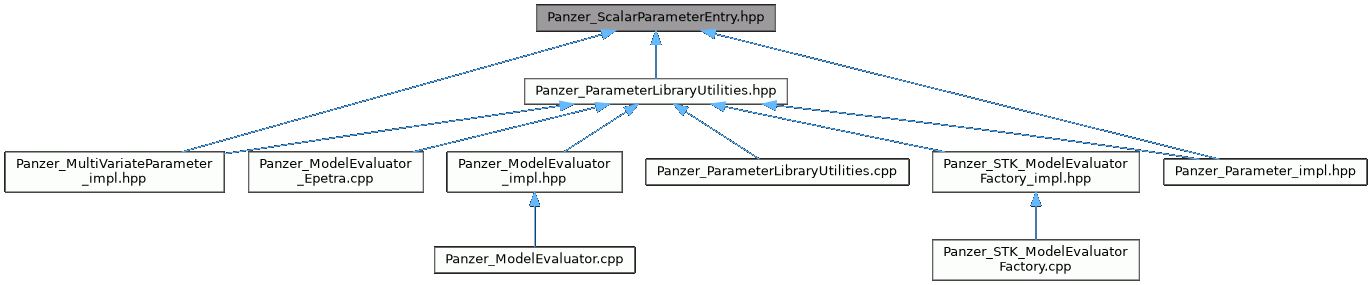 Panzer_ScalarParameterEntry.hpp
Panzer_ParameterLibraryUtilities.hpp
Panzer_MultiVariateParameter
_impl.hpp
Panzer_ModelEvaluator
_Epetra.cpp
Panzer_ModelEvaluator
_impl.hpp
Panzer_ParameterLibraryUtilities.cpp
Panzer_STK_ModelEvaluator
Factory_impl.hpp
Panzer_Parameter_impl.hpp
Panzer_ModelEvaluator.cpp
Panzer_STK_ModelEvaluator
Factory.cpp